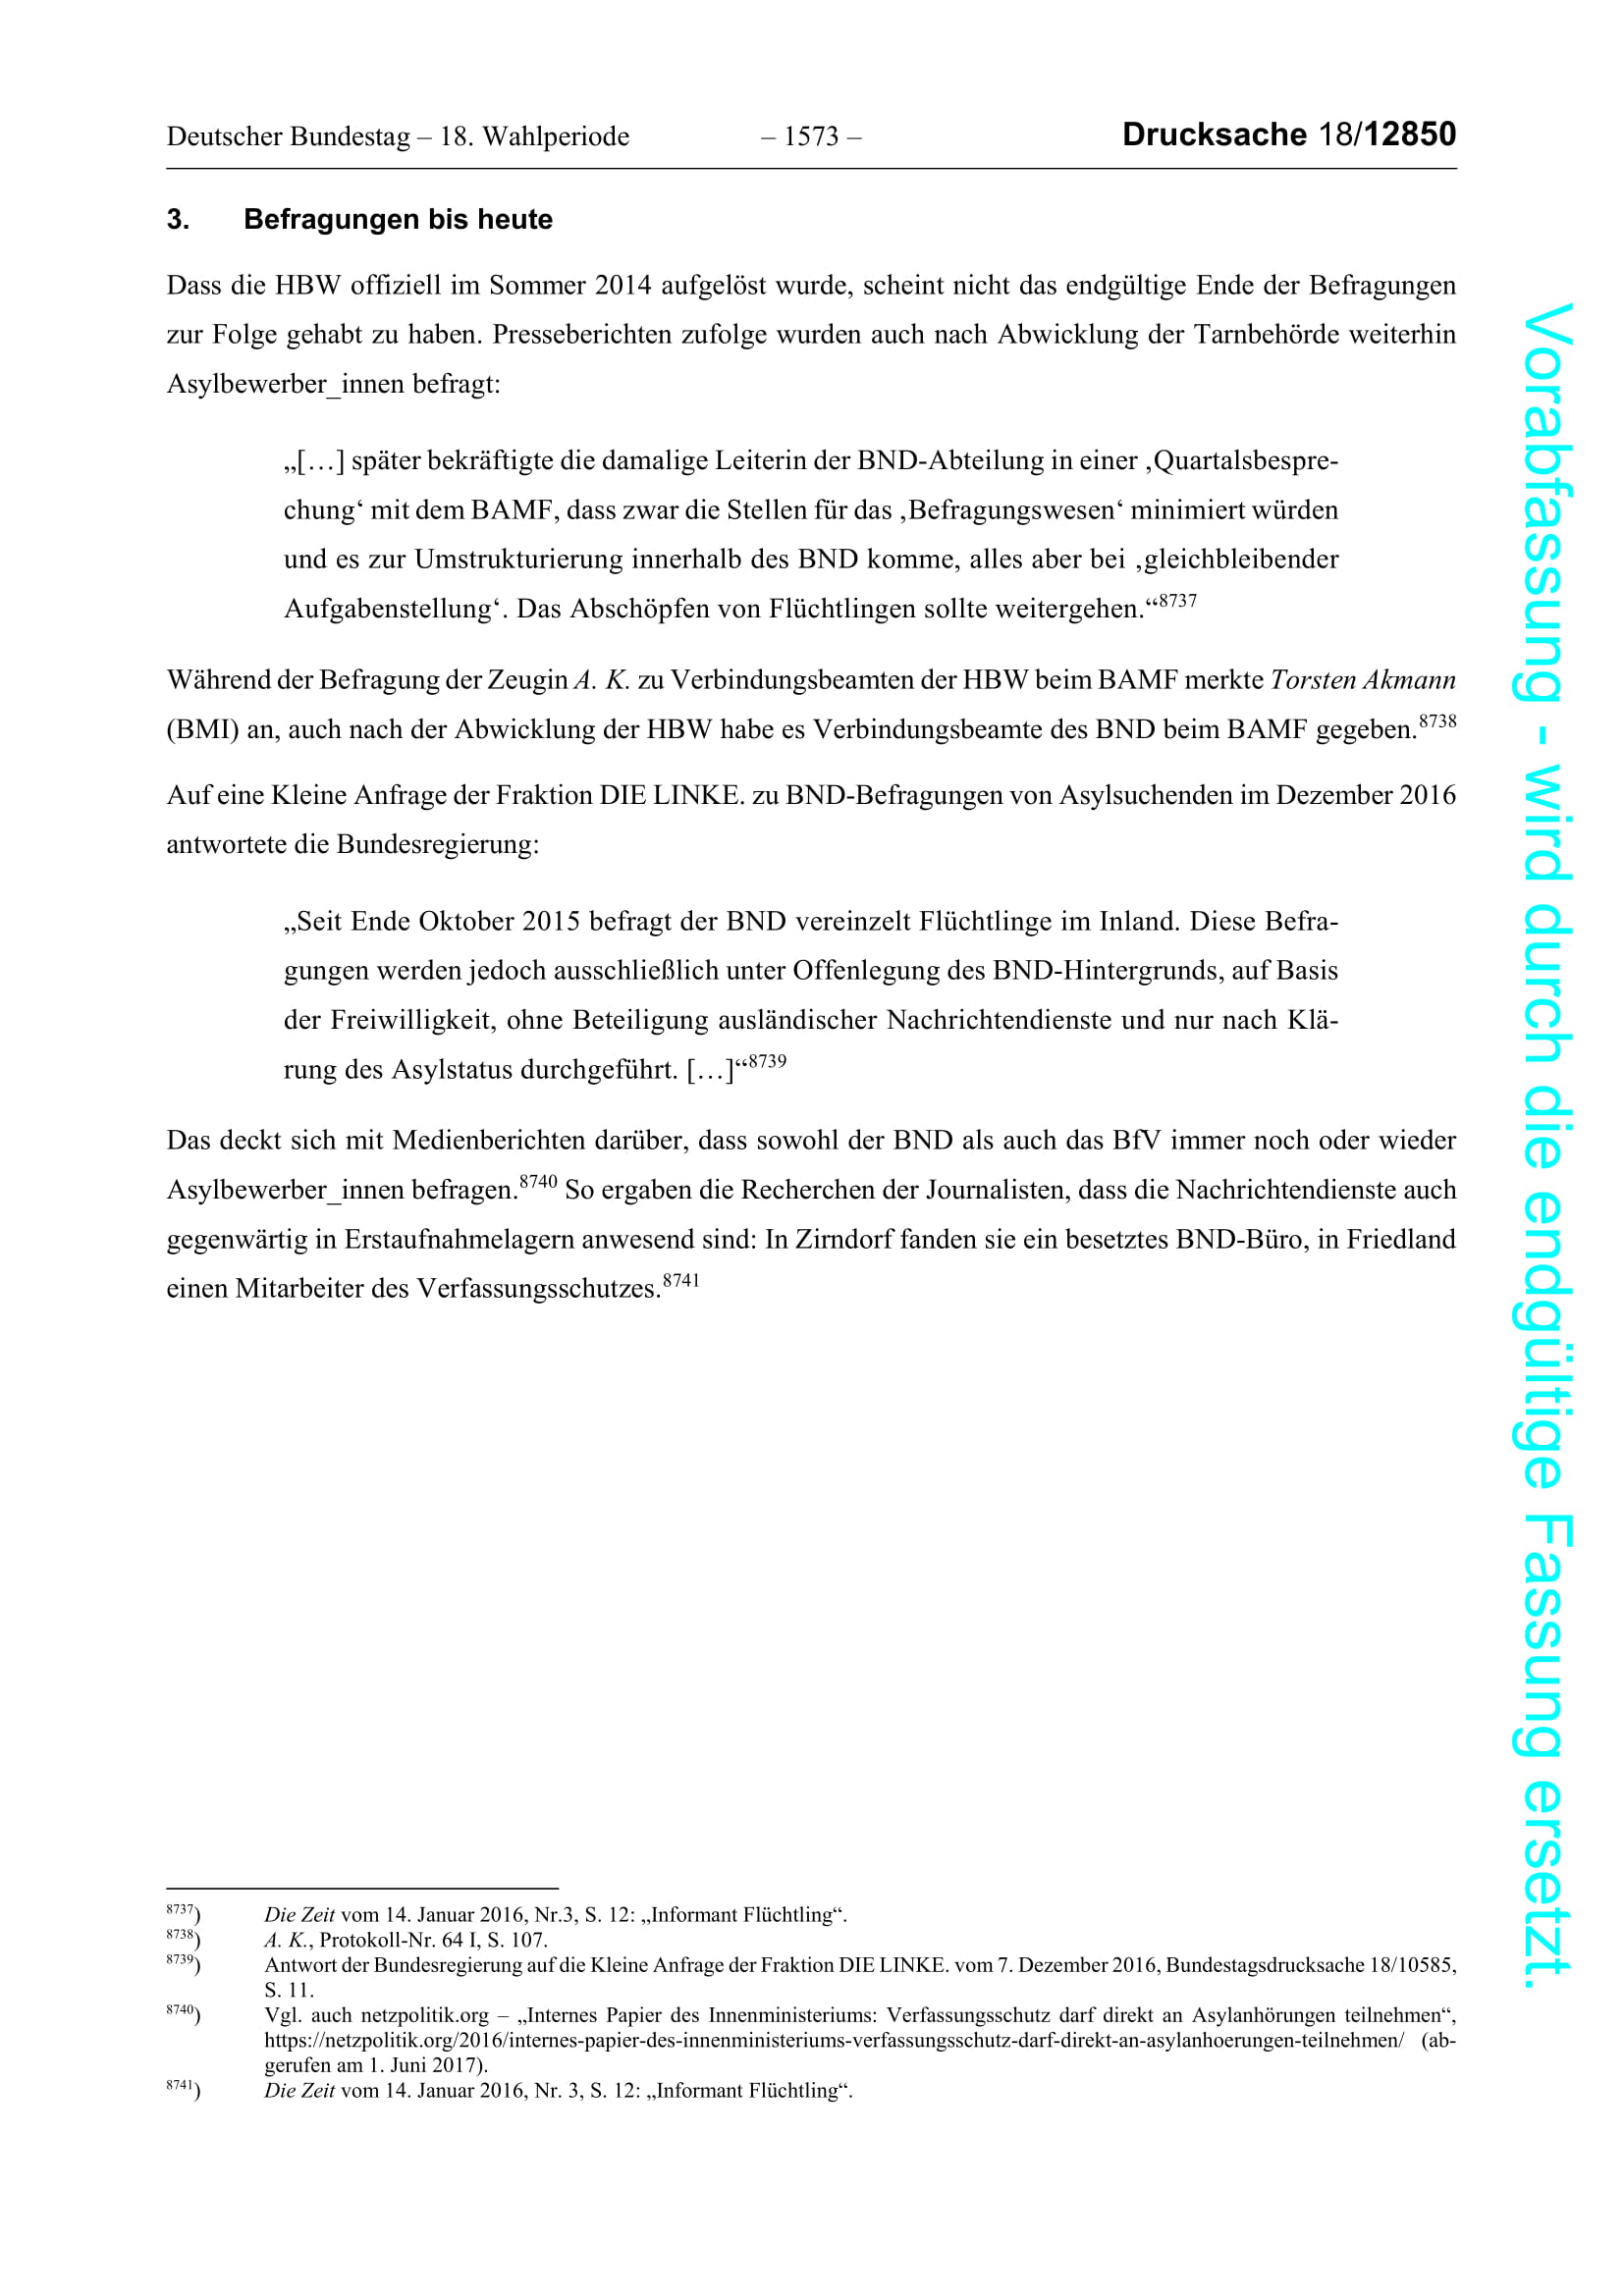 Deutscher Bundestag – 18. Wahlperiode – 1573 – Drucksache 18/12850
3. Befragungen bis heute
Dass die HBW offiziell im Sommer 2014 aufgelöst wurde, scheint nicht das endgültige Ende der Befragungen
zur Folge gehabt zu haben. Presseberichten zufolge wurden auch nach Abwicklung der Tarnbehörde weiterhin
Asylbewerber_innen befragt:
„[…] später bekräftigte die damalige Leiterin der BND-Abteilung in einer ‚Quartalsbespre-
chung‘ mit dem BAMF, dass zwar die Stellen für das ‚Befragungswesen‘ minimiert würden
und es zur Umstrukturierung innerhalb des BND komme, alles aber bei ‚gleichbleibender
Aufgabenstellung‘. Das Abschöpfen von Flüchtlingen sollte weitergehen.“8737
Während der Befragung der Zeugin A. K. zu Verbindungsbeamten der HBW beim BAMF merkte Torsten Akmann
(BMI) an, auch nach der Abwicklung der HBW habe es Verbindungsbeamte des BND beim BAMF gegeben.8738
Auf eine Kleine Anfrage der Fraktion DIE LINKE. zu BND-Befragungen von Asylsuchenden im Dezember 2016
antwortete die Bundesregierung:
„Seit Ende Oktober 2015 befragt der BND vereinzelt Flüchtlinge im Inland. Diese Befra-
gungen werden jedoch ausschließlich unter Offenlegung des BND-Hintergrunds, auf Basis
der Freiwilligkeit, ohne Beteiligung ausländischer Nachrichtendienste und nur nach Klä-
rung des Asylstatus durchgeführt. […]“8739
Das deckt sich mit Medienberichten darüber, dass sowohl der BND als auch das BfV immer noch oder wieder
Asylbewerber_innen befragen.8740 So ergaben die Recherchen der Journalisten, dass die Nachrichtendienste auch
gegenwärtig in Erstaufnahmelagern anwesend sind: In Zirndorf fanden sie ein besetztes BND-Büro, in Friedland
einen Mitarbeiter des Verfassungsschutzes.8741
8737) Die Zeit vom 14. Januar 2016, Nr.3, S. 12: „Informant Flüchtling“.
8738) A. K., Protokoll-Nr. 64 I, S. 107.
8739) Antwort der Bundesregierung auf die Kleine Anfrage der Fraktion DIE LINKE. vom 7. Dezember 2016, Bundestagsdrucksache 18/10585,
S. 11.
8740) Vgl. auch netzpolitik.org – „Internes Papier des Innenministeriums: Verfassungsschutz darf direkt an Asylanhörungen teilnehmen“,
https://netzpolitik.org/2016/internes-papier-des-innenministeriums-verfassungsschutz-darf-direkt-an-asylanhoerungen-teilnehmen/ (ab-
gerufen am 1. Juni 2017).
8741) Die Zeit vom 14. Januar 2016, Nr. 3, S. 12: „Informant Flüchtling“.
Vorabfassung - wird durch die endgültige Fassung ersetzt.